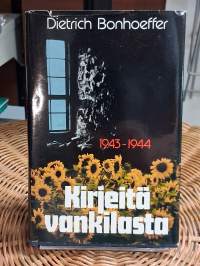 Dietrich Bonhoeffer
1943-1944
Kirjeitä
vankilasta